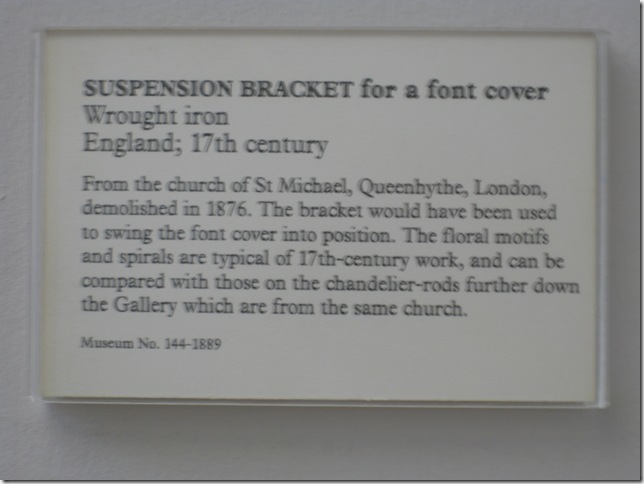 SUSPENSION BRACKET for a font cover
Wrought iron
England; 17th century
From the church of St Michael, Queenhythe, London,
demolished in 1876. The bracket would have been used
to swing the font cover into position. The floral motifs
and spirals are typical of 17th-century work, and can be
compared with those on the chandelier-rods further down
the Gallery which are from the same church.
Museum No. 144-1889